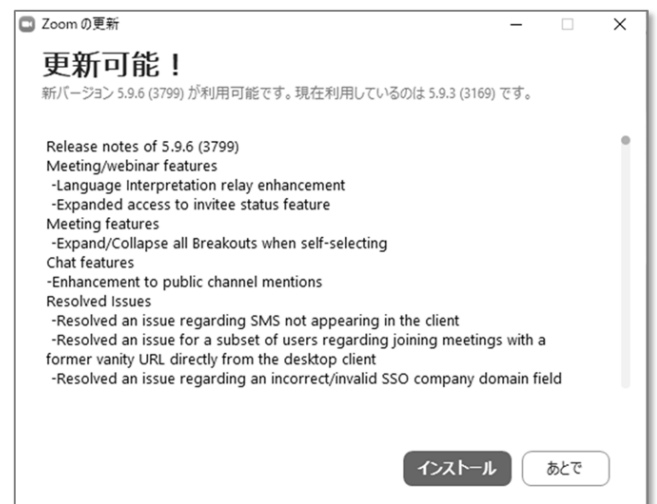 Zoom の更新
更新可能！
新バージョン 5.9.6 (3799) が利用可能です。現在利用しているのは 5.9.3 (3169) です。
Release notes of 5.9.6 (3799)
Meeting/webinar features
-Language Interpretation relay enhancement
-Expanded access to invitee status feature
Meeting features
-Expand/Collapse all Breakouts when self-selecting
Chat features
-Enhancement to public channel mentions
Resolved Issues
-Resolved an issue regarding SMS not appearing in the client
-Resolved an issue for a subset of users regarding joining meetings with a
former vanity URL directly from the desktop client
-Resolved an issue regarding an incorrect/invalid SSO company domain field
インストール
あとで